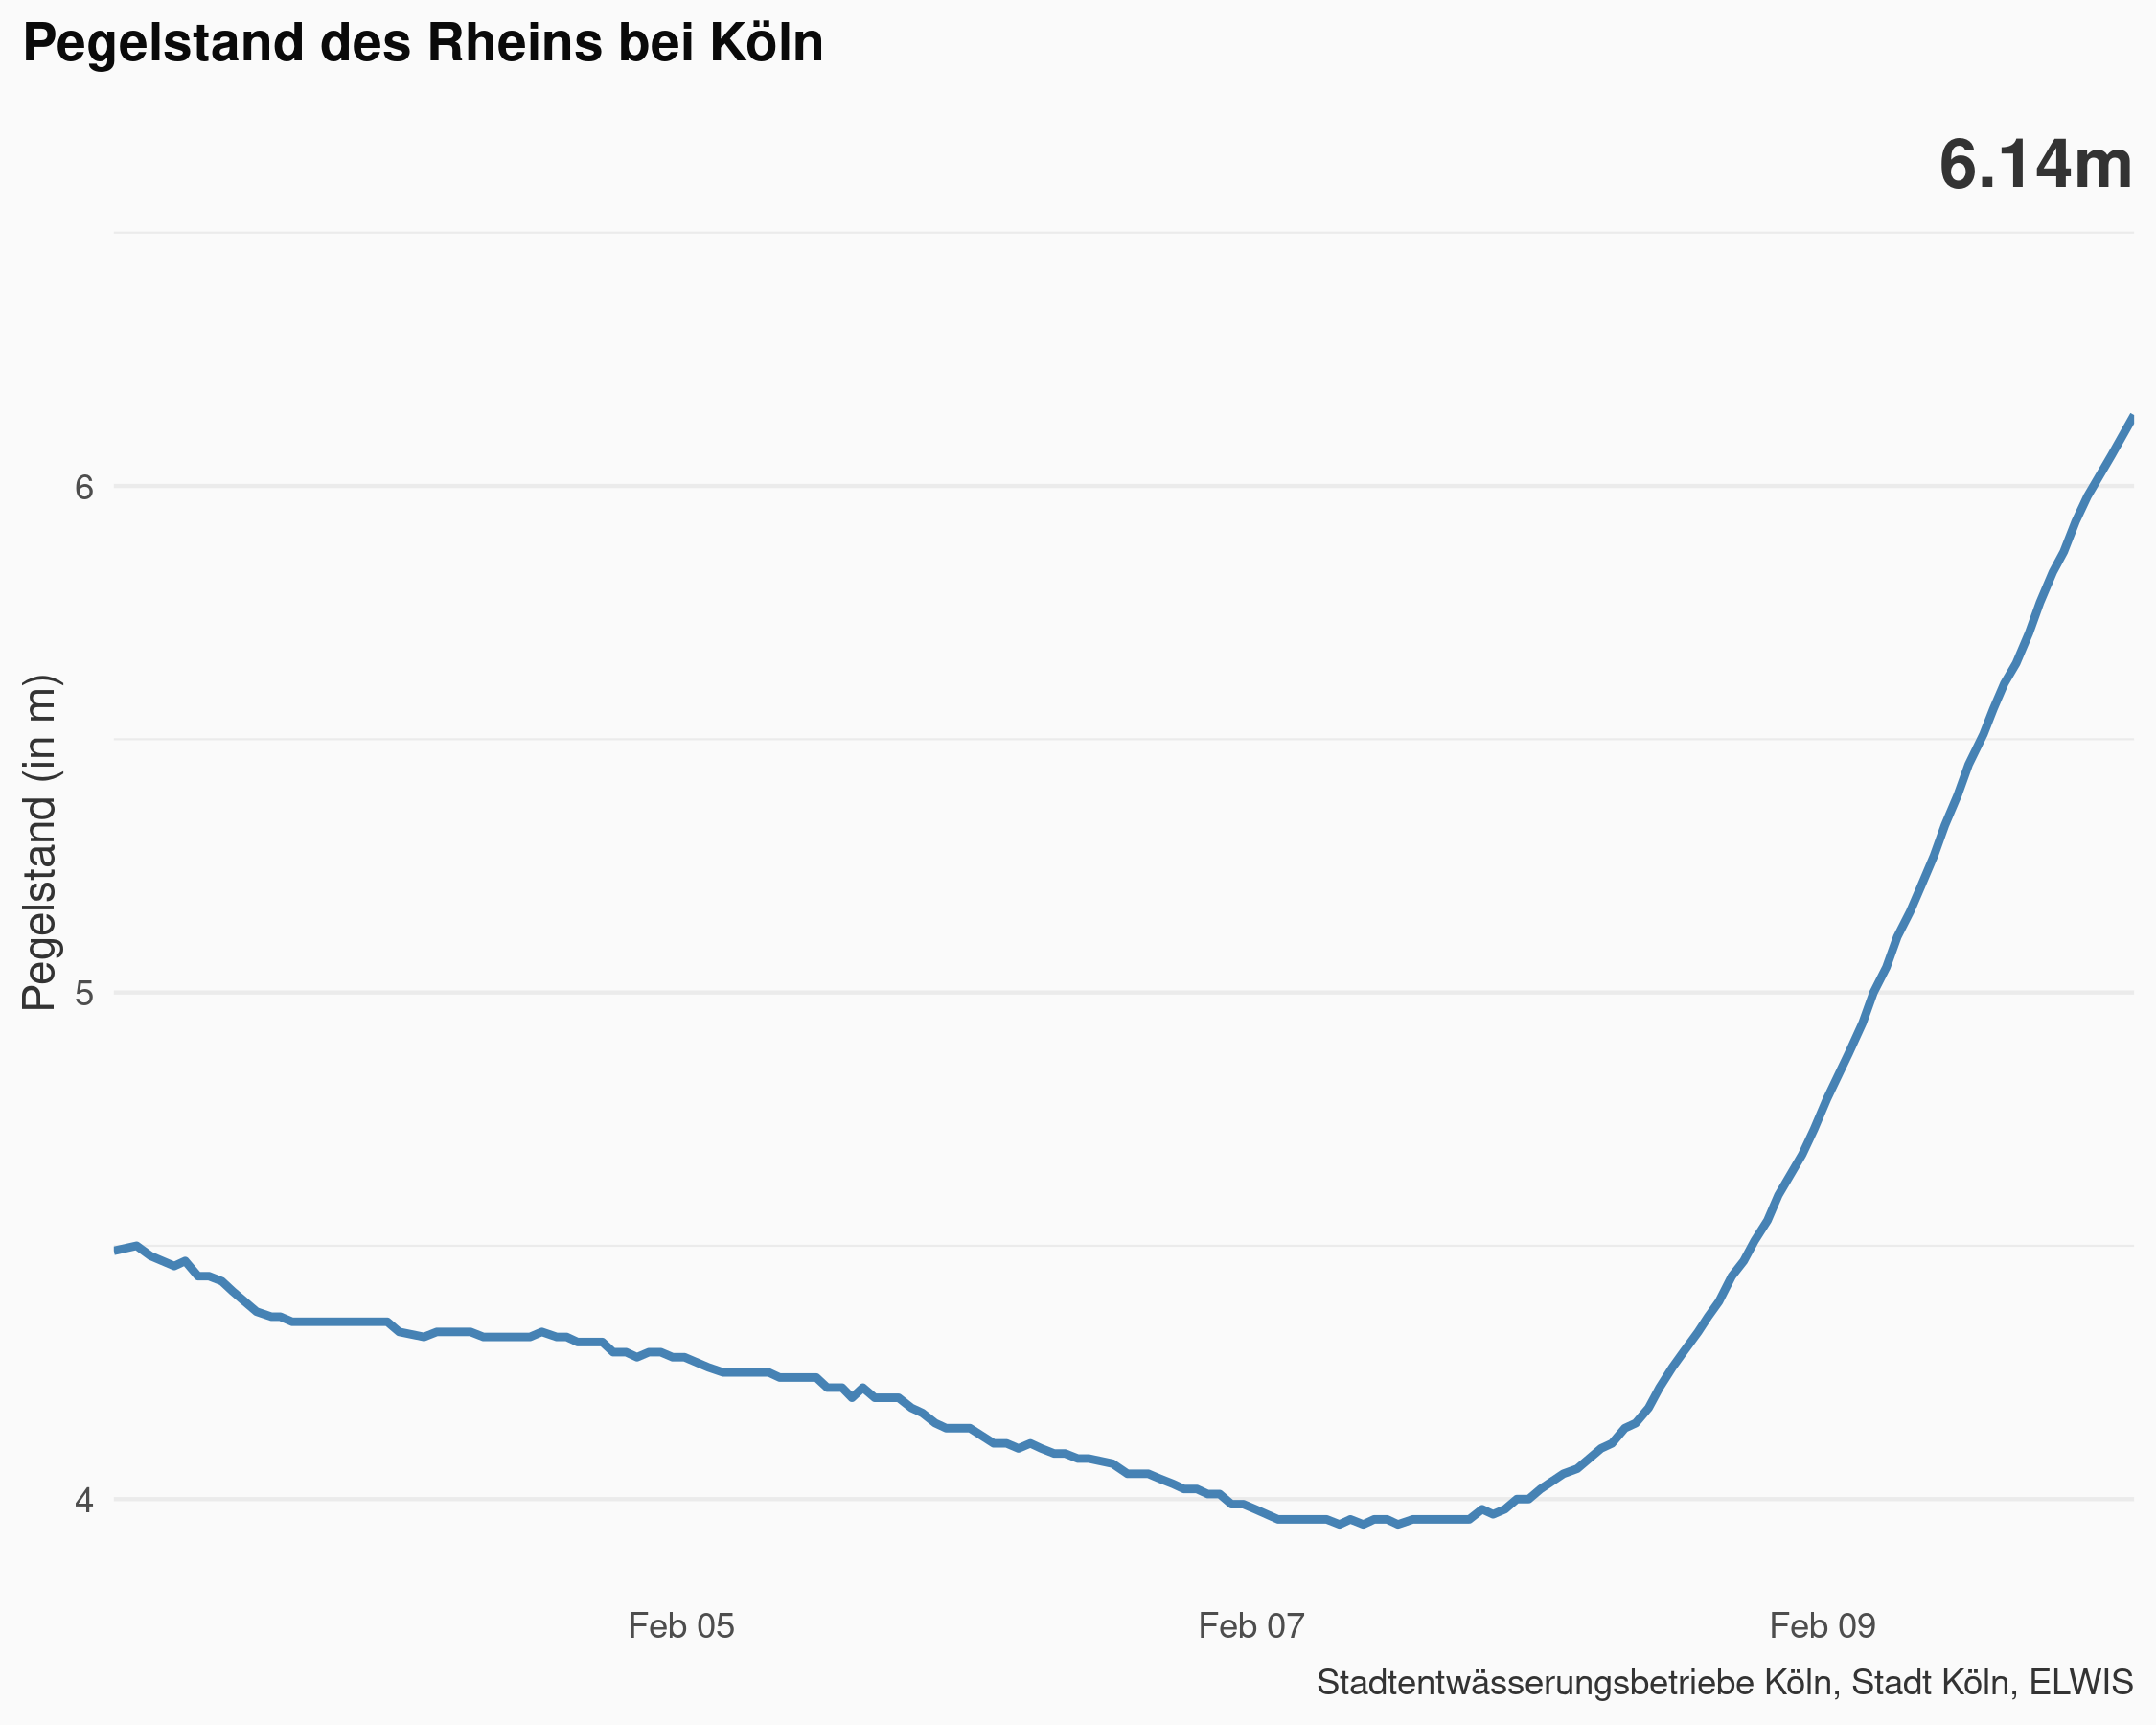 Pegelstand des Rheins bei Köln
6.14m
Pegelstand (in m)
6
5
4
Feb 05 Feb 07 Feb 09
Stadtentwässerungsbetriebe Köln, Stadt Köln, ELWIS